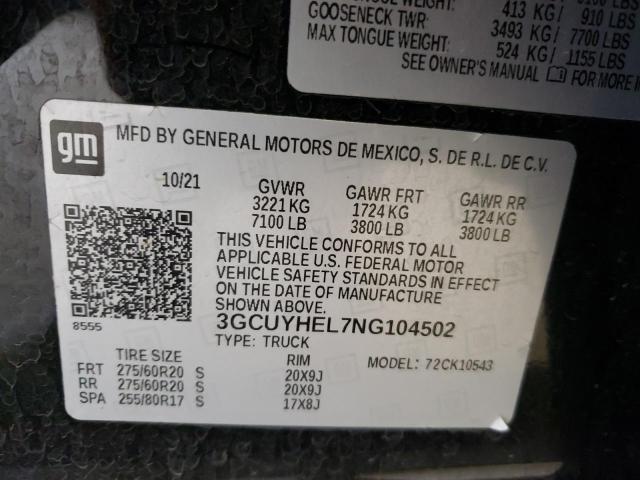 TONGUE WEIGHT: 413 KG / 910 LBS
GOOSENECK TWR: 3493 KG / 7700 LBS
MAX TONGUE WEIGHT: 524 KG / 1155 LBS
SEE OWNER'S MANUAL FOR MORE
gm
MFD BY GENERAL MOTORS DE MEXICO, S. DE R.L. DE C.V.
10/21 GVWR GAWR FRT GAWR RR
3221 KG 1724 KG 1724 KG
7100 LB 3800 LB 3800 LB
THIS VEHICLE CONFORMS TO ALL
APPLICABLE U.S. FEDERAL MOTOR
VEHICLE SAFETY STANDARDS IN EFFECT
ON THE DATE OF MANUFACTURE
SHOWN ABOVE.
8555 3GCUYHEL7NG104502
TYPE: TRUCK
TIRE SIZE RIM MODEL: 72CK10543
FRT 275/60R20 S 20X9J
RR 275/60R20 S 20X9J
SPA 255/80R17 S 17X8J